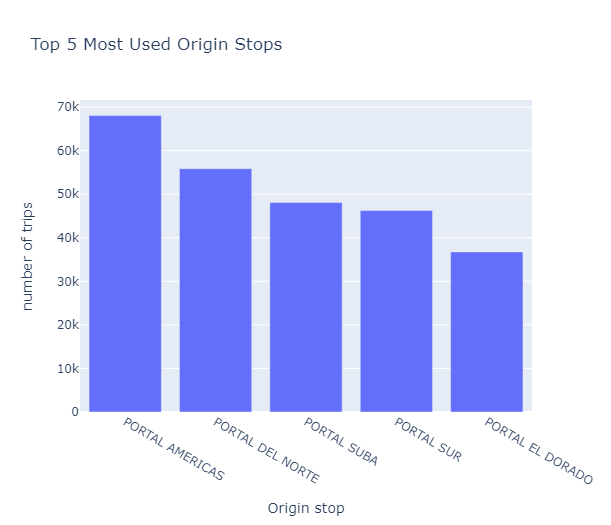 Top 5 Most Used Origin Stops
70k
60k
50k
40k
30k
20k
10k
0
number of trips
PORTAL AMERICAS
PORTAL DEL NORTE
PORTAL SUBA
PORTAL SUR
PORTAL EL DORADO
Origin stop